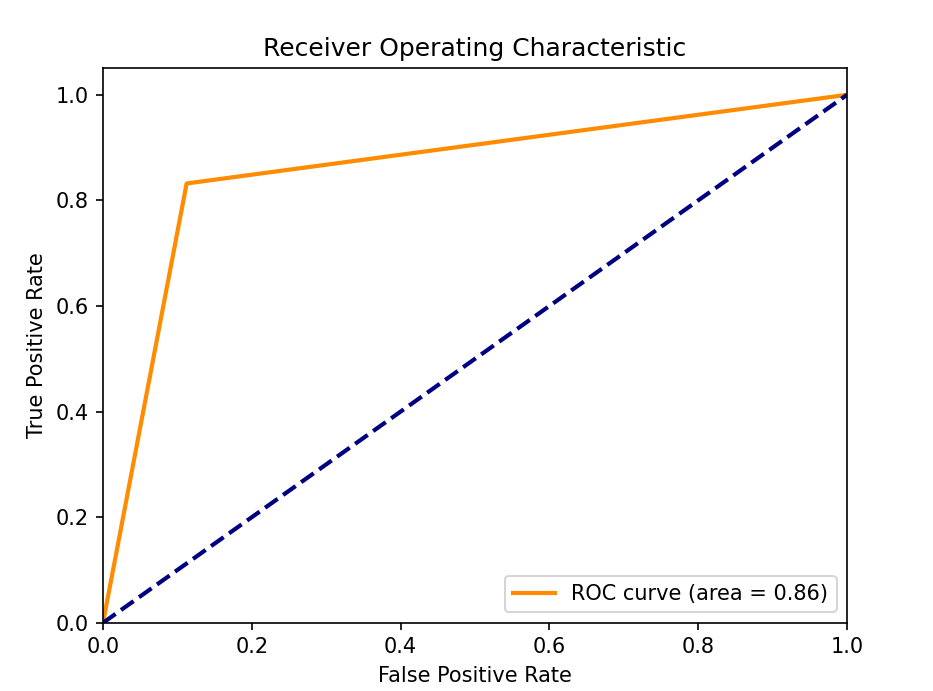 Receiver Operating Characteristic
True Positive Rate
1.0
0.8
0.6
0.4
0.2
0.0
ROC curve (area = 0.86)
0.0 0.2 0.4 0.6 0.8 1.0
False Positive Rate